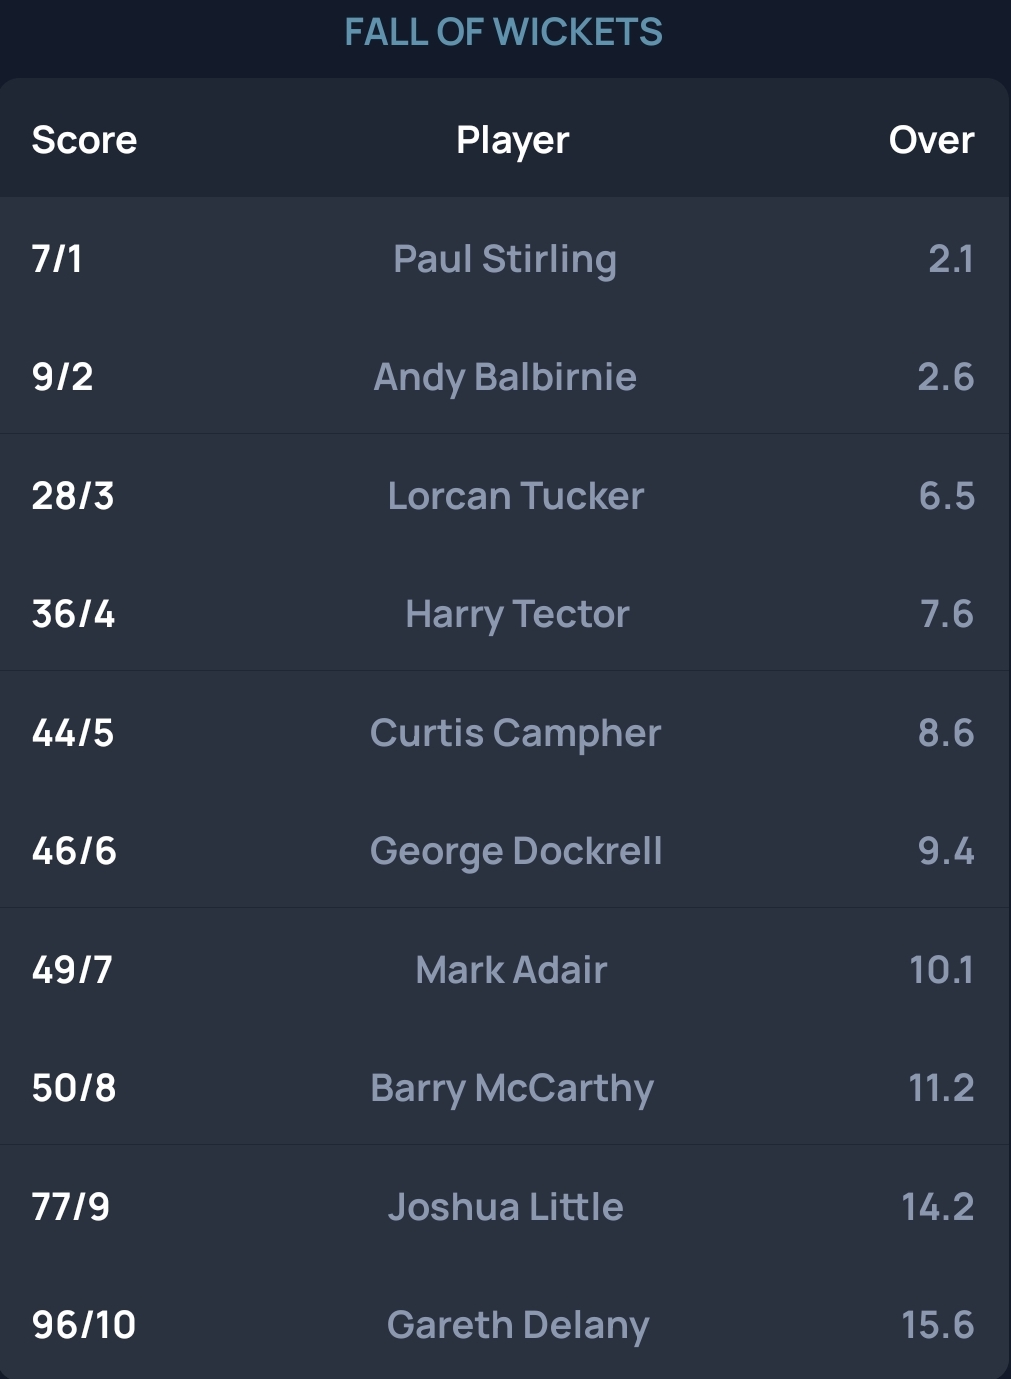 FALL OF WICKETS
Score Player Over
7/1 Paul Stirling 2.1
9/2 Andy Balbirnie 2.6
28/3 Lorcan Tucker 6.5
36/4 Harry Tector 7.6
44/5 Curtis Campher 8.6
46/6 George Dockrell 9.4
49/7 Mark Adair 10.1
50/8 Barry McCarthy 11.2
77/9 Joshua Little 14.2
96/10 Gareth Delany 15.6